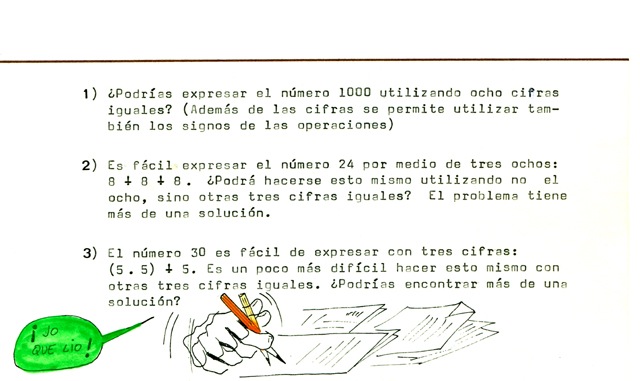 1) ¿Podrías expresar el número 1000 utilizando ocho cifras
iguales? (Además de las cifras se permite utilizar tam-
bién los signos de las operaciones)
2) Es fácil expresar el número 24 por medio de tres ochos:
8 + 8 + 8. ¿Podrá hacerse esto mismo utilizando no el
ocho, sino otras tres cifras iguales? El problema tiene
más de una solución.
3) El número 30 es fácil de expresar con tres cifras:
(5.5) + 5. Es un poco más difícil hacer esto mismo con
otras tres cifras iguales. ¿Podrías encontrar más de una
solución?
¡JO
QUE LIO!